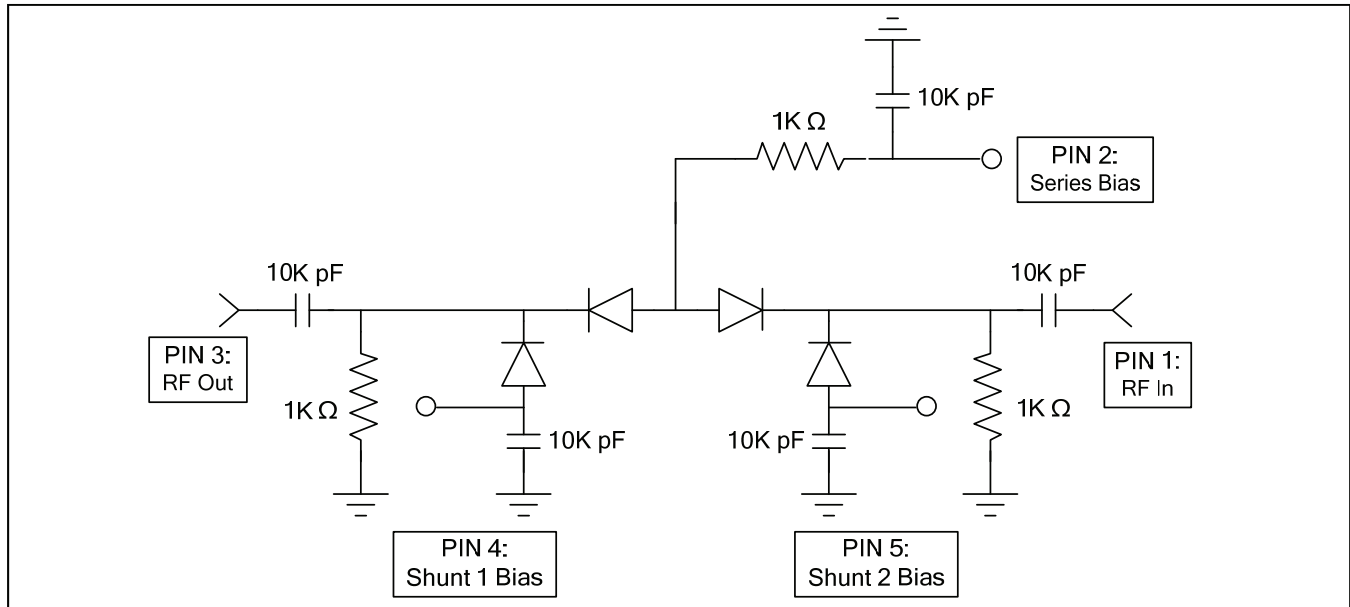 10K pF
1K Ω
PIN 2:
Series Bias
10K pF
10K pF
PIN 3:
RF Out
PIN 1:
RF In
1K Ω
1K Ω
10K pF
10K pF
PIN 4:
Shunt 1 Bias
PIN 5:
Shunt 2 Bias